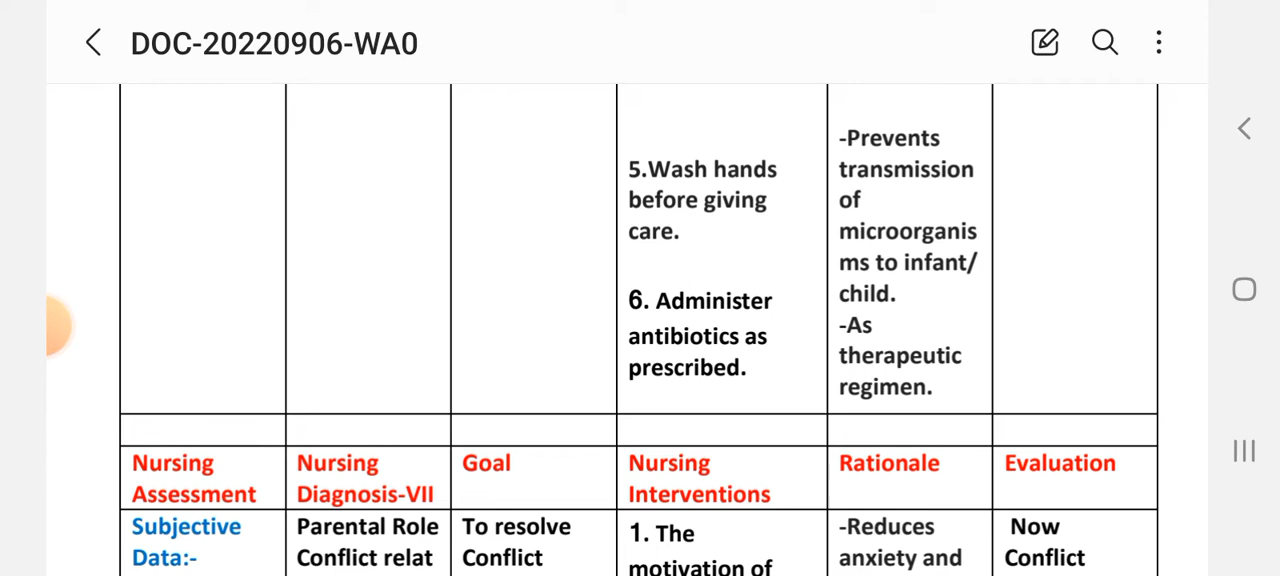 DOC-20220906-WA0
5.Wash hands
before giving
care.
6. Administer
antibiotics as
prescribed.
-Prevents
transmission
of
microorganis
ms to infant/
child.
-As
therapeutic
regimen.
Nursing
Assessment
Nursing
Diagnosis-VII
Goal
Nursing
Interventions
Rationale
Evaluation
Subjective
Data:-
Parental Role
Conflict relat
To resolve
Conflict
1. The
motivation of
-Reduces
anxiety and
Now
Conflict